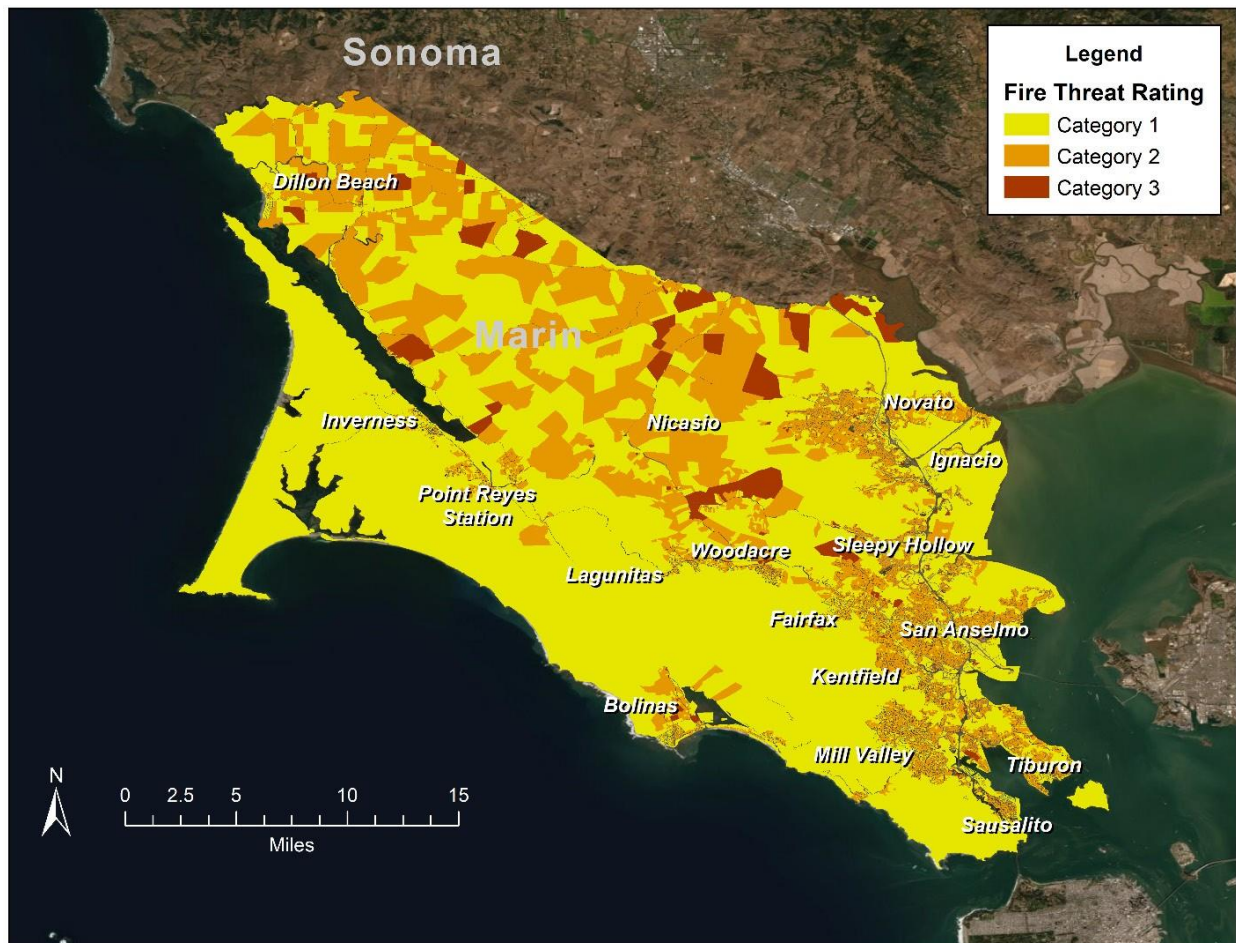 Sonoma
Legend
Fire Threat Rating
Category 1
Category 2
Category 3
Dillon Beach
Marin
Inverness
Nicasio
Novato
Ignacio
Point Reyes
Station
Woodacre
Sleepy Hollow
Lagunitas
Fairfax
San Anselmo
Kentfield
Bolinas
Mill Valley
Tiburon
Sausalito
N
0 2.5 5 10 15
Miles